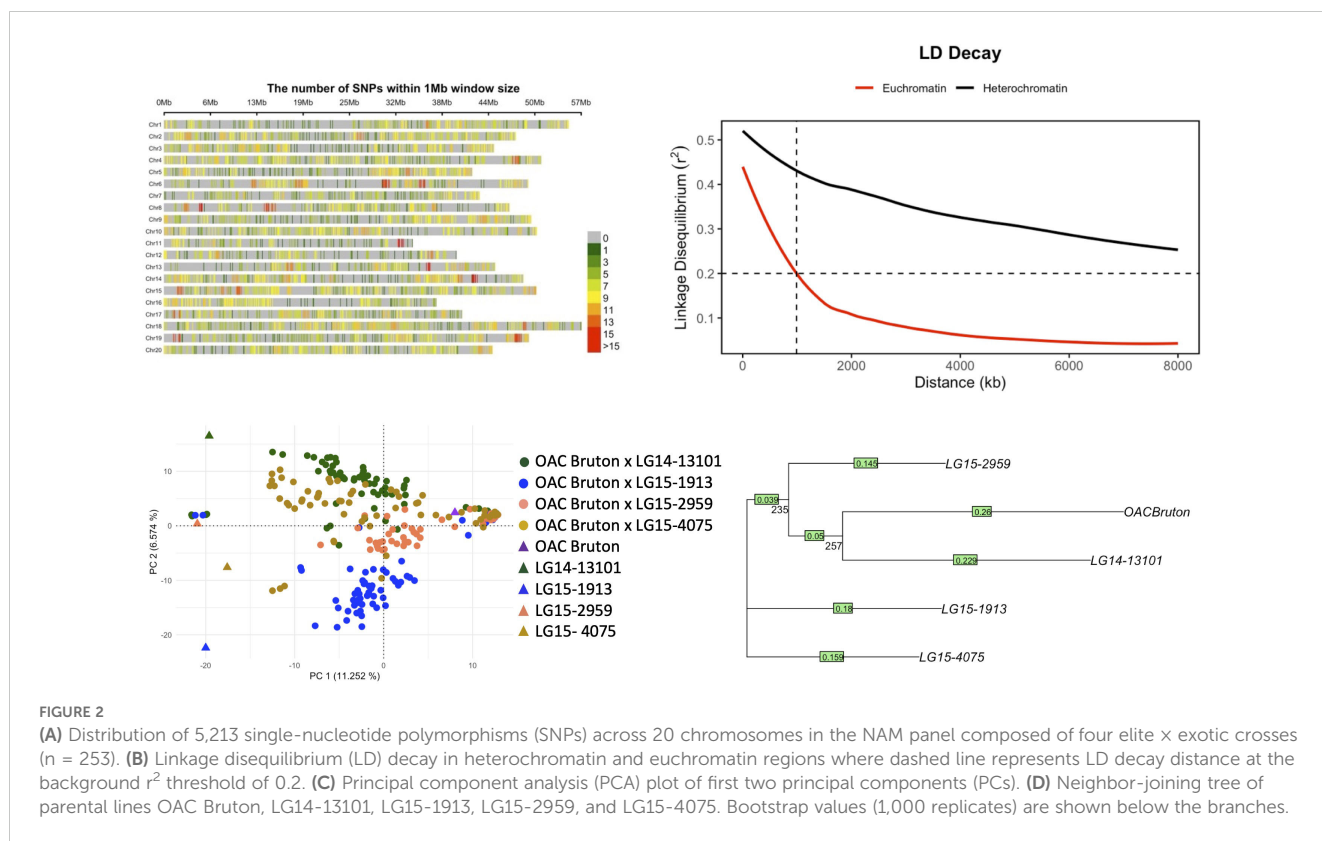 The number of SNPs within 1Mb window size
0Mb 6Mb 13Mb 19Mb 25Mb 32Mb 38Mb 44Mb 50Mb 57Mb
Chr1
Chr2
Chr3
Chr4
Chr5
Chr6
Chr7
Chr8
Chr9
Chr10
Chr11
Chr12
Chr13
Chr14
Chr15
Chr16
Chr17
Chr18
Chr19
Chr20
0
1
3
5
7
9
11
13
15
>15
LD Decay
Euchromatin Heterochromatin
Linkage Disequilibrium (r²)
0.5
0.4
0.3
0.2
0.1
0 2000 4000 6000 8000
Distance (kb)
PC 2 (6.574 %)
10
0
-10
-20
-20 -10 0 10
PC 1 (11.252 %)
OAC Bruton x LG14-13101
OAC Bruton x LG15-1913
OAC Bruton x LG15-2959
OAC Bruton x LG15-4075
OAC Bruton
LG14-13101
LG15-1913
LG15-2959
LG15- 4075
0.145 LG15-2959
0.039
235
0.26 OACBruton
0.05
257
0.229 LG14-13101
0.18 LG15-1913
0.159 LG15-4075
FIGURE 2
(A) Distribution of 5,213 single-nucleotide polymorphisms (SNPs) across 20 chromosomes in the NAM panel composed of four elite × exotic crosses
(n = 253). (B) Linkage disequilibrium (LD) decay in heterochromatin and euchromatin regions where dashed line represents LD decay distance at the
background r² threshold of 0.2. (C) Principal component analysis (PCA) plot of first two principal components (PCs). (D) Neighbor-joining tree of
parental lines OAC Bruton, LG14-13101, LG15-1913, LG15-2959, and LG15-4075. Bootstrap values (1,000 replicates) are shown below the branches.